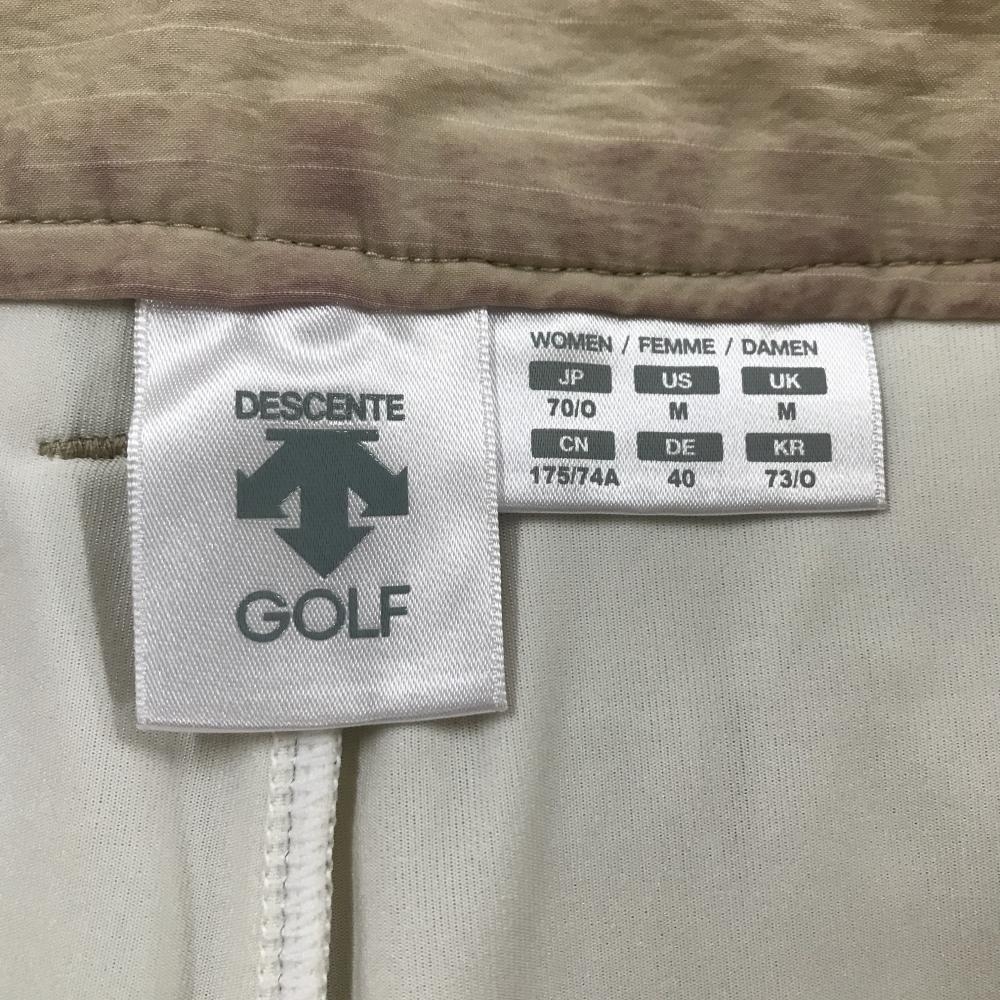 DESCENTE
GOLF
WOMEN / FEMME / DAMEN
JP US UK
70/O M M
CN DE KR
175/74A 40 73/O